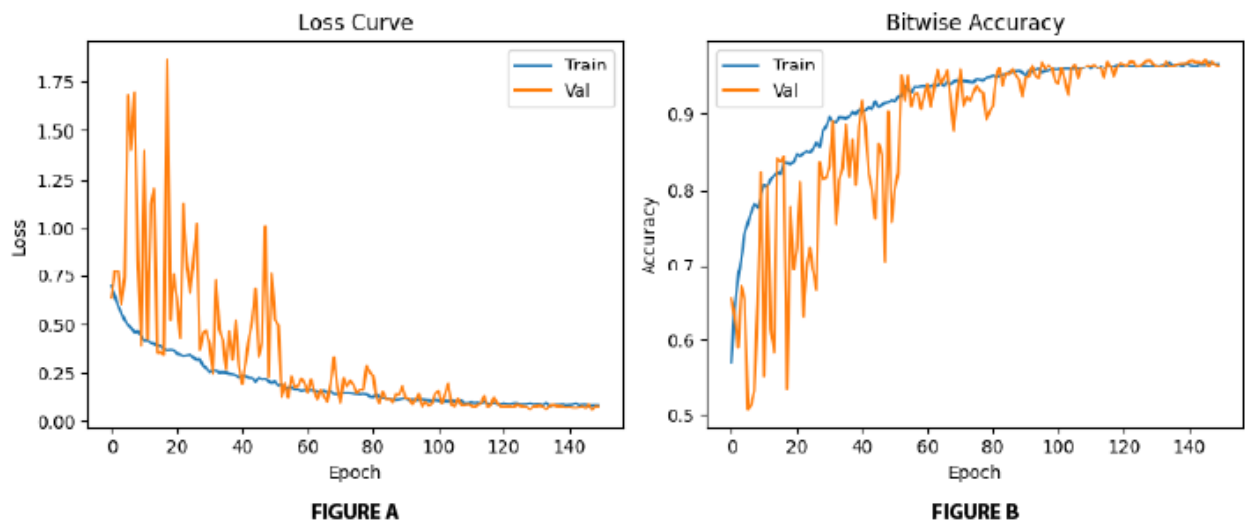 Loss Curve
Train
Val
1.75
1.50
1.25
1.00
0.75
0.50
0.25
0.00
Loss
0
20
40
60
80
100
120
140
Epoch
FIGURE A
Bitwise Accuracy
Train
Val
0.9
0.8
0.7
0.6
0.5
Accuracy
0
20
40
60
80
100
120
140
Epoch
FIGURE B